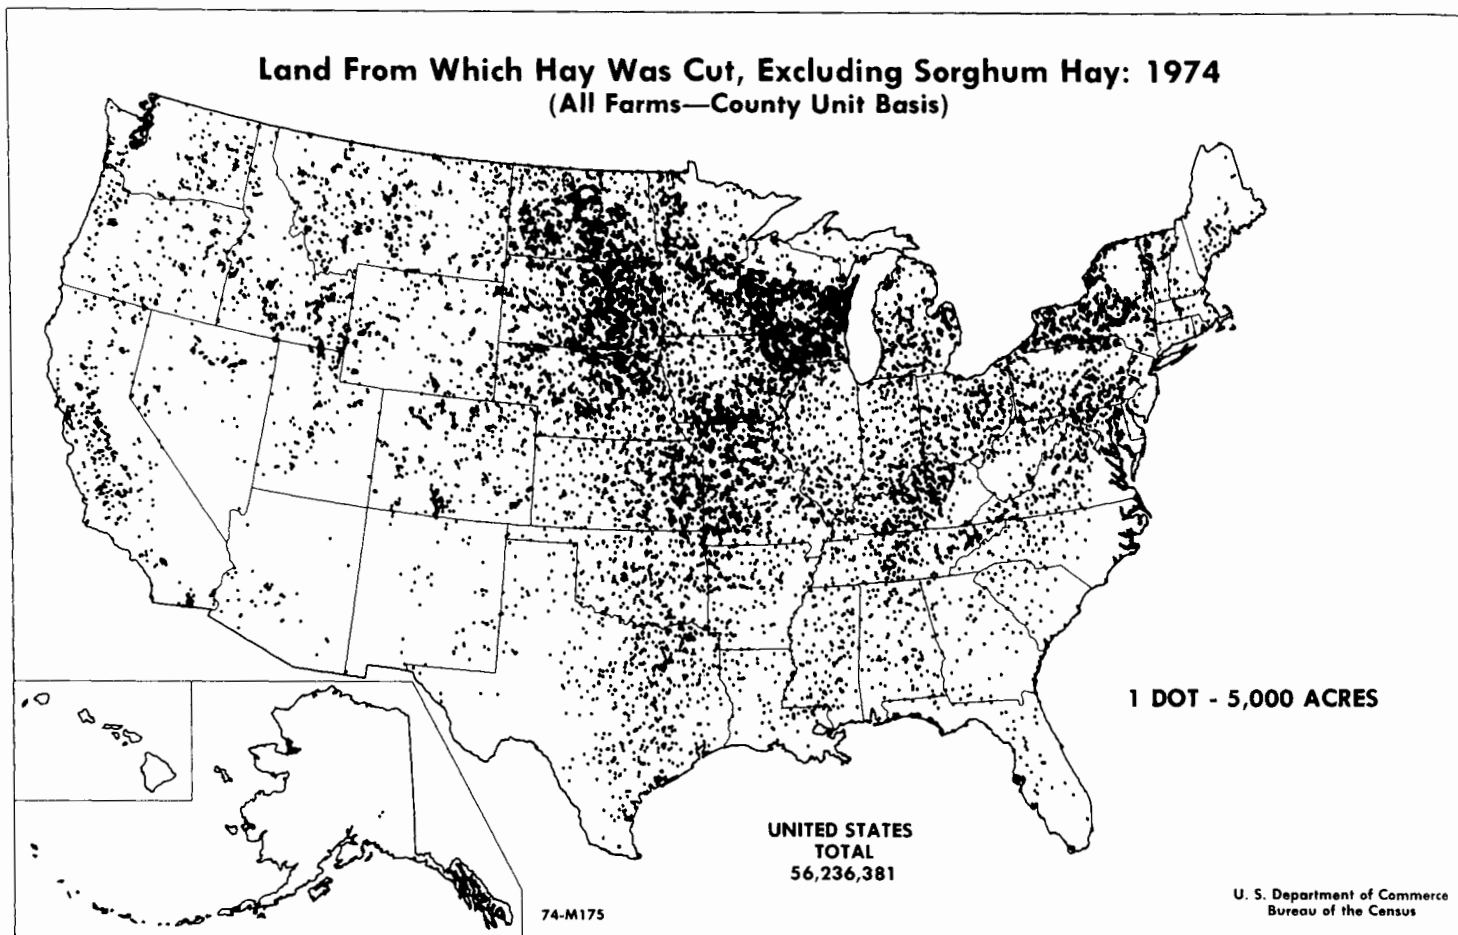 Land From Which Hay Was Cut, Excluding Sorghum Hay: 1974
(All Farms—County Unit Basis)
1 DOT - 5,000 ACRES
UNITED STATES
TOTAL
56,236,381
74-M175
U. S. Department of Commerce
Bureau of the Census